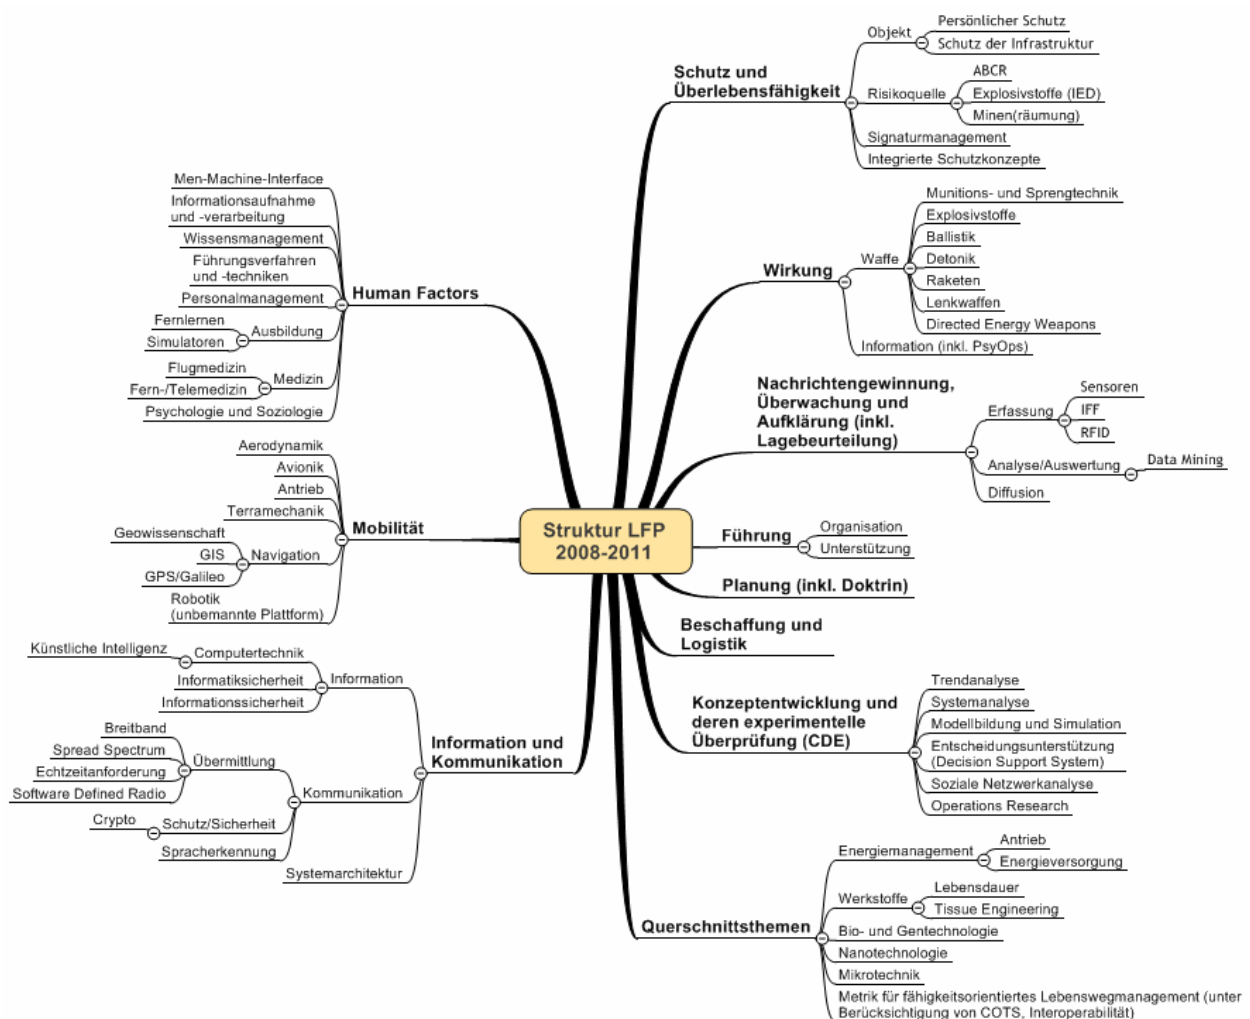 Struktur LFP
2008-2011
Schutz und
Überlebensfähigkeit
Objekt
Persönlicher Schutz
Schutz der Infrastruktur
Risikoquelle
ABCR
Explosivstoffe (IED)
Minen(räumung)
Signaturmanagement
Integrierte Schutzkonzepte
Wirkung
Waffe
Munitions- und Sprengtechnik
Explosivstoffe
Ballistik
Detonik
Raketen
Lenkwaffen
Directed Energy Weapons
Information (inkl. PsyOps)
Nachrichtengewinnung,
Überwachung und
Aufklärung (inkl.
Lagebeurteilung)
Erfassung
Sensoren
IFF
RFID
Analyse/Auswertung
Data Mining
Diffusion
Führung
Organisation
Unterstützung
Planung (inkl. Doktrin)
Beschaffung und
Logistik
Konzeptentwicklung und
deren experimentelle
Überprüfung (CDE)
Trendanalyse
Systemanalyse
Modellbildung und Simulation
Entscheidungsunterstützung
(Decision Support System)
Soziale Netzwerkanalyse
Operations Research
Querschnittsthemen
Energiemanagement
Antrieb
Energieversorgung
Werkstoffe
Lebensdauer
Tissue Engineering
Bio- und Gentechnologie
Nanotechnologie
Mikrotechnik
Metrik für fähigkeitsorientiertes Lebenswegmanagement (unter
Berücksichtigung von COTS, Interoperabilität)
Human Factors
Men-Machine-Interface
Informationsaufnahme
und -verarbeitung
Wissensmanagement
Führungsverfahren
und -techniken
Personalmanagement
Ausbildung
Fernlernen
Simulatoren
Medizin
Flugmedizin
Fern-/Telemedizin
Psychologie und Soziologie
Mobilität
Aerodynamik
Avionik
Antrieb
Terramechanik
Navigation
Geowissenschaft
GIS
GPS/Galileo
Robotik
(unbemannte Plattform)
Information und
Kommunikation
Information
Computertechnik
Künstliche Intelligenz
Informatiksicherheit
Informationssicherheit
Kommunikation
Übermittlung
Breitband
Spread Spectrum
Echtzeitanforderung
Software Defined Radio
Schutz/Sicherheit
Crypto
Spracherkennung
Systemarchitektur